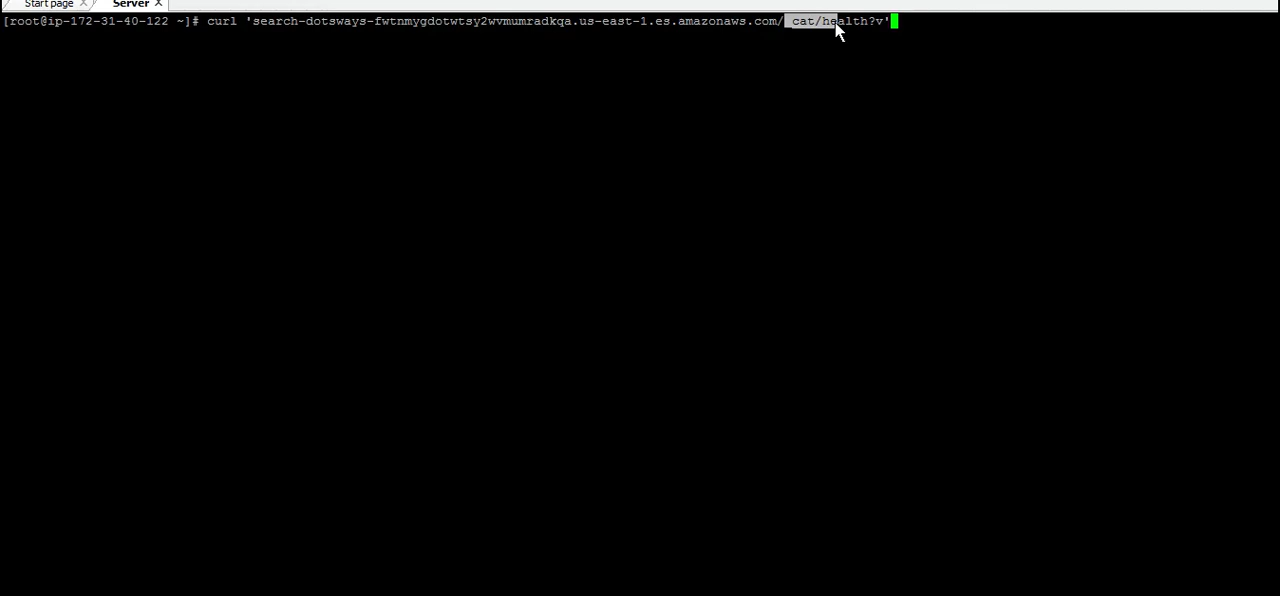 Start page X Server X
[root@ip-172-31-40-122 ~]# curl 'search-dotsways-fwtnmygdotwtsy2wvmumradkqa.us-east-1.es.amazonaws.com/_cat/health?v'